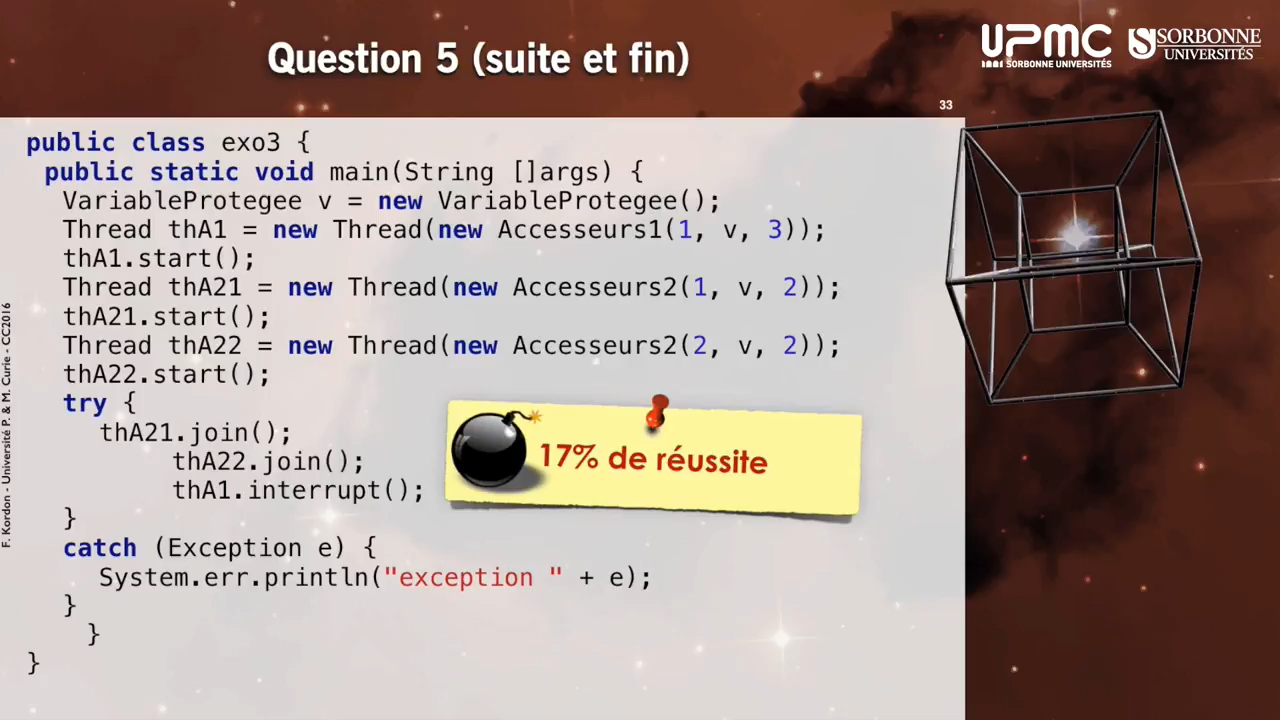 Question 5 (suite et fin)
UPMC
SORBONNE UNIVERSITÉS
SORBONNE
UNIVERSITÉS
33
public class exo3 {
public static void main(String []args) {
VariableProtegee v = new VariableProtegee();
Thread thA1 = new Thread(new Accesseurs1(1, v, 3));
thA1.start();
Thread thA21 = new Thread(new Accesseurs2(1, v, 2));
thA21.start();
Thread thA22 = new Thread(new Accesseurs2(2, v, 2));
thA22.start();
try {
thA21.join();
thA22.join();
thA1.interrupt();
}
catch (Exception e) {
System.err.println("exception " + e);
}
}
}
17% de réussite
F. Kordon - Université P. & M. Curie - CC2016